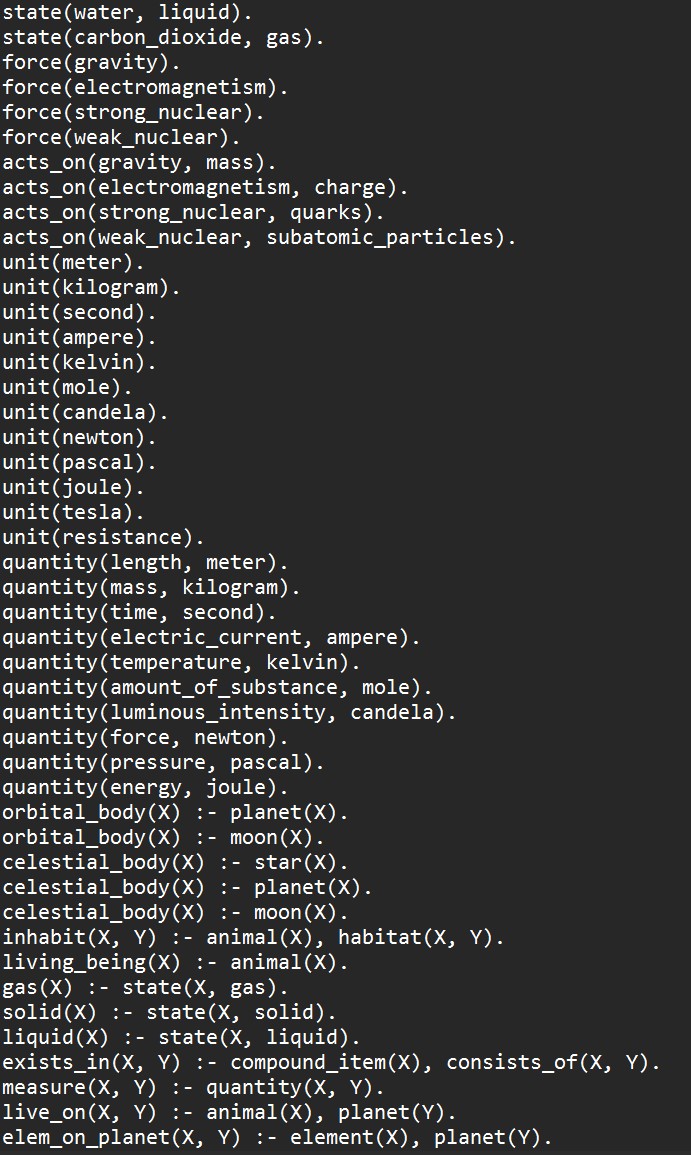 state(water, liquid).
state(carbon_dioxide, gas).
force(gravity).
force(electromagnetism).
force(strong_nuclear).
force(weak_nuclear).
acts_on(gravity, mass).
acts_on(electromagnetism, charge).
acts_on(strong_nuclear, quarks).
acts_on(weak_nuclear, subatomic_particles).
unit(meter).
unit(kilogram).
unit(second).
unit(ampere).
unit(kelvin).
unit(mole).
unit(candela).
unit(newton).
unit(pascal).
unit(joule).
unit(tesla).
unit(resistance).
quantity(length, meter).
quantity(mass, kilogram).
quantity(time, second).
quantity(electric_current, ampere).
quantity(temperature, kelvin).
quantity(amount_of_substance, mole).
quantity(luminous_intensity, candela).
quantity(force, newton).
quantity(pressure, pascal).
quantity(energy, joule).
orbital_body(X) :- planet(X).
orbital_body(X) :- moon(X).
celestial_body(X) :- star(X).
celestial_body(X) :- planet(X).
celestial_body(X) :- moon(X).
inhabit(X, Y) :- animal(X), habitat(X, Y).
living_being(X) :- animal(X).
gas(X) :- state(X, gas).
solid(X) :- state(X, solid).
liquid(X) :- state(X, liquid).
exists_in(X, Y) :- compound_item(X), consists_of(X, Y).
measure(X, Y) :- quantity(X, Y).
live_on(X, Y) :- animal(X), planet(Y).
elem_on_planet(X, Y) :- element(X), planet(Y).